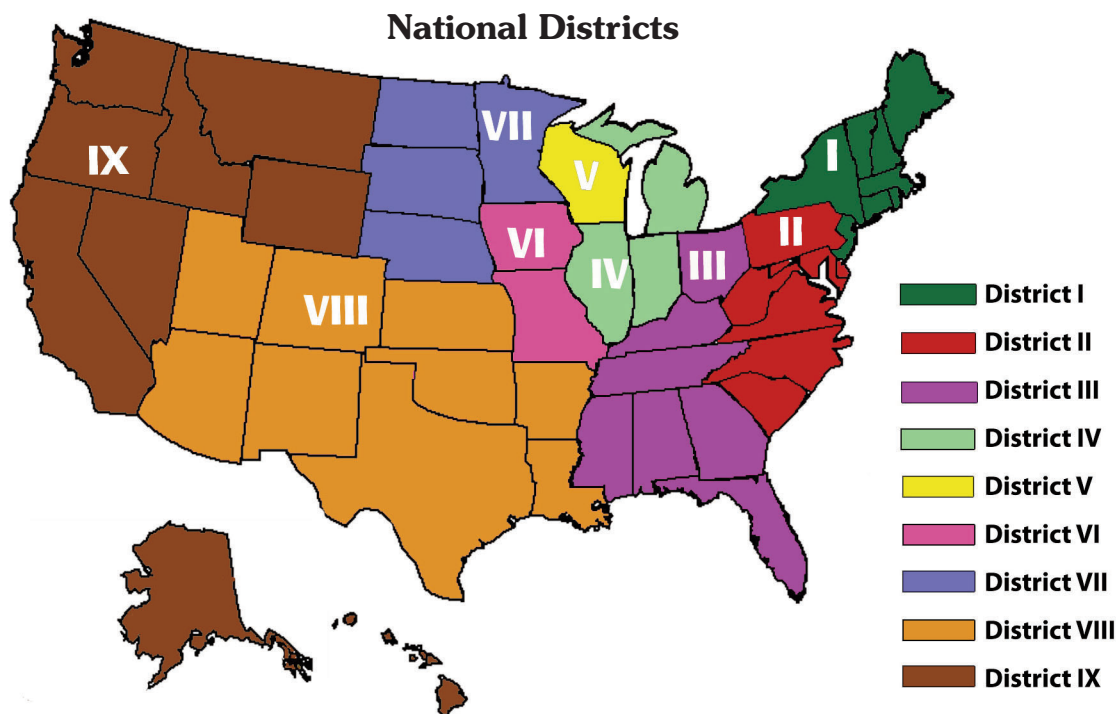 National Districts
VII
I
IX
V
II
VI
III
IV
VIII
District I
District II
District III
District IV
District V
District VI
District VII
District VIII
District IX